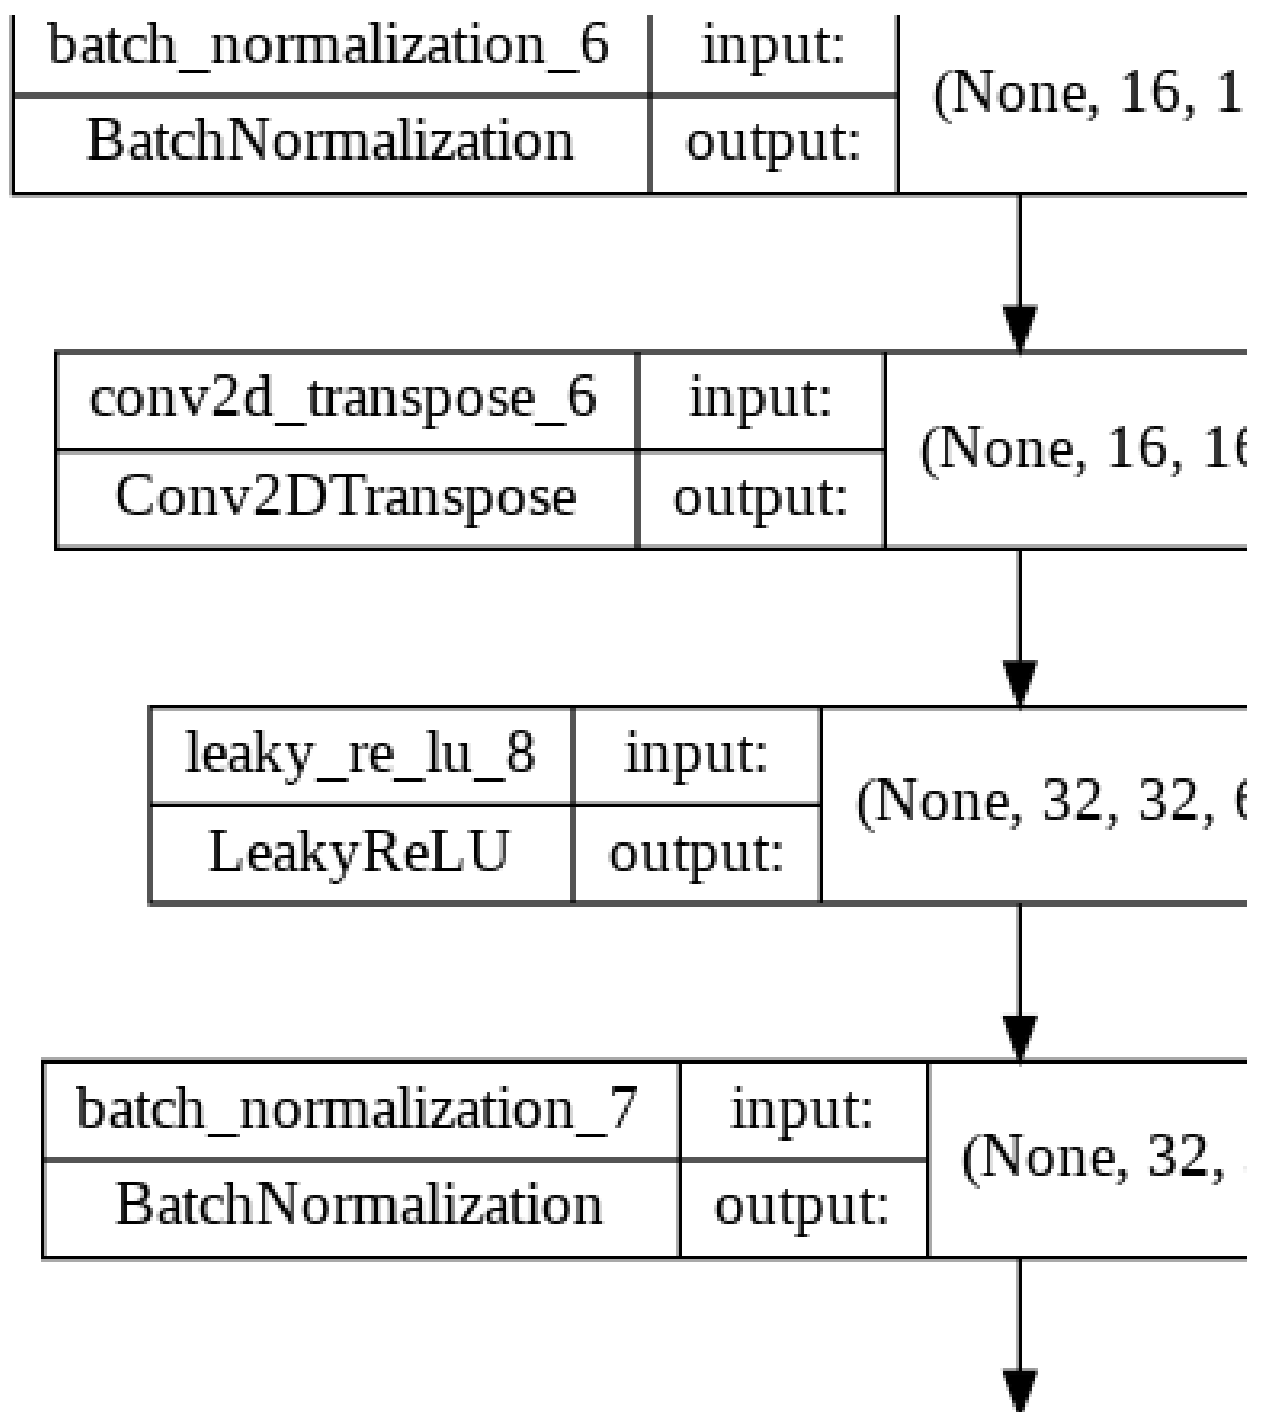 batch_normalization_6 input:
(None, 16, 1
BatchNormalization output:
conv2d_transpose_6 input:
(None, 16, 16
Conv2DTranspose output:
leaky_re_lu_8 input:
(None, 32, 32, 6
LeakyReLU output:
batch_normalization_7 input:
(None, 32,
BatchNormalization output: